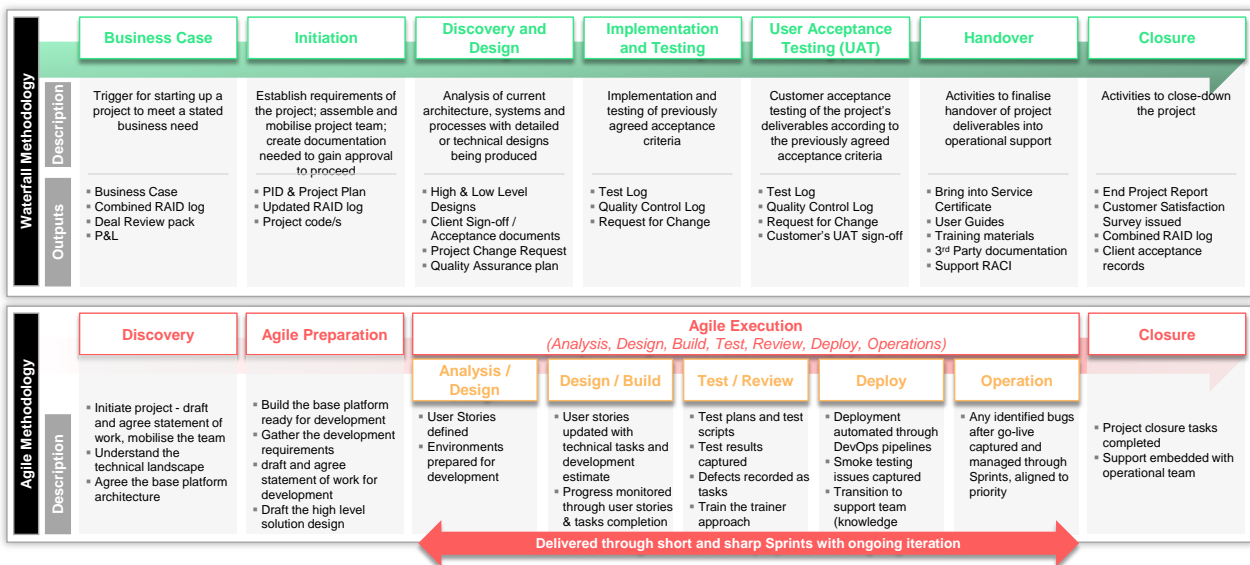 Waterfall Methodology
Business Case
Initiation
Discovery and
Design
Implementation
and Testing
User Acceptance
Testing (UAT)
Handover
Closure
Description
Trigger for starting up a
project to meet a stated
business need
Establish requirements of
the project; assemble and
mobilise project team;
create documentation
needed to gain approval
to proceed
Analysis of current
architecture, systems and
processes with detailed
or technical designs
being produced
Implementation and
testing of previously
agreed acceptance
criteria
Customer acceptance
testing of the project's
deliverables according to
the previously agreed
acceptance criteria
Activities to finalise
handover of project
deliverables into
operational support
Activities to close-down
the project
Outputs
▪ Business Case
▪ Combined RAID log
▪ Deal Review pack
▪ P&L
▪ PID & Project Plan
▪ Updated RAID log
▪ Project code/s
▪ High & Low Level
Designs
▪ Client Sign-off /
Acceptance documents
▪ Project Change Request
▪ Quality Assurance plan
▪ Test Log
▪ Quality Control Log
▪ Request for Change
▪ Test Log
▪ Quality Control Log
▪ Request for Change
▪ Customer's UAT sign-off
▪ Bring into Service
Certificate
▪ User Guides
▪ Training materials
▪ 3rd Party documentation
▪ Support RACI
▪ End Project Report
▪ Customer Satisfaction
Survey issued
▪ Combined RAID log
▪ Client acceptance
records
Agile Methodology
Discovery
Agile Preparation
Agile Execution
(Analysis, Design, Build, Test, Review, Deploy, Operations)
Closure
Analysis /
Design
Design / Build
Test / Review
Deploy
Operation
Description
▪ Initiate project - draft
and agree statement of
work, mobilise the team
▪ Understand the
technical landscape
▪ Agree the base platform
architecture
▪ Build the base platform
ready for development
▪ Gather the development
requirements
▪ draft and agree
statement of work for
development
▪ Draft the high level
solution design
▪ User Stories
defined
▪ Environments
prepared for
development
▪ User stories
updated with
technical tasks and
development
estimate
▪ Progress monitored
through user stories
& tasks completion
▪ Test plans and test
scripts
▪ Test results
captured
▪ Defects recorded as
tasks
▪ Train the trainer
approach
▪ Deployment
automated through
DevOps pipelines
▪ Smoke testing
issues captured
▪ Transition to
support team
(knowledge
▪ Any identified bugs
after go-live
captured and
managed through
Sprints, aligned to
priority
▪ Project closure tasks
completed
▪ Support embedded with
operational team
Delivered through short and sharp Sprints with ongoing iteration